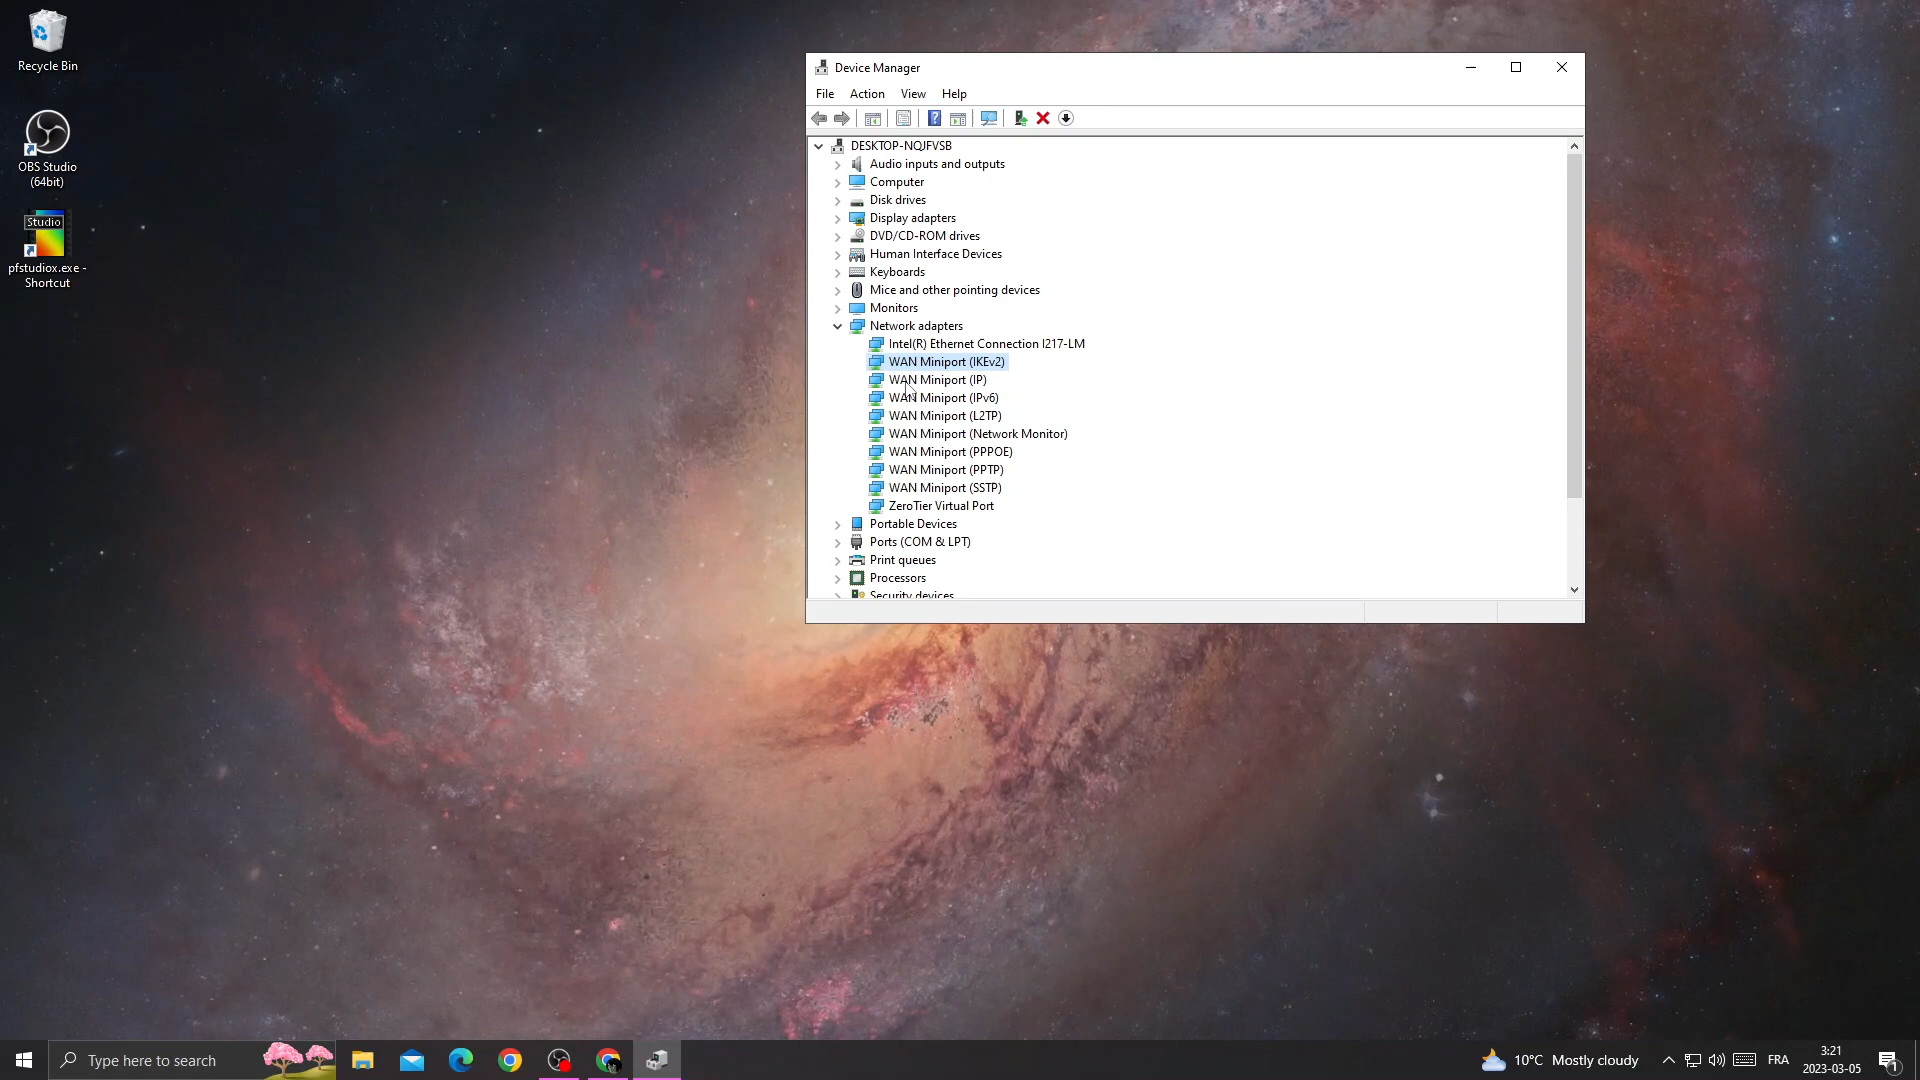 Recycle Bin
OBS Studio
(64bit)
Studio
pfstudiox.exe -
Shortcut
Device Manager
File Action View Help
DESKTOP-NQJFVSB
Audio inputs and outputs
Computer
Disk drives
Display adapters
DVD/CD-ROM drives
Human Interface Devices
Keyboards
Mice and other pointing devices
Monitors
Network adapters
Intel(R) Ethernet Connection I217-LM
WAN Miniport (IKEv2)
WAN Miniport (IP)
WAN Miniport (IPv6)
WAN Miniport (L2TP)
WAN Miniport (Network Monitor)
WAN Miniport (PPPOE)
WAN Miniport (PPTP)
WAN Miniport (SSTP)
ZeroTier Virtual Port
Portable Devices
Ports (COM & LPT)
Print queues
Processors
Security devices
Type here to search
10°C Mostly cloudy
FRA
3:21
2023-03-05
1